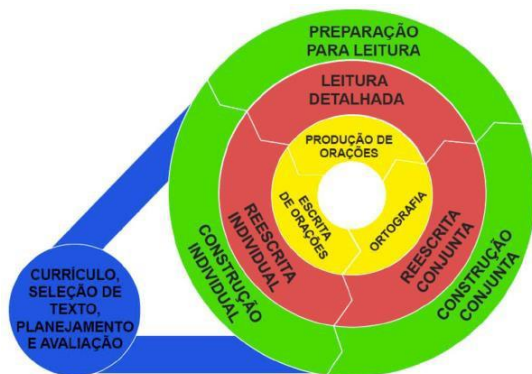 PREPARAÇÃO
PARA LEITURA
LEITURA
DETALHADA
PRODUÇÃO DE
ORAÇÕES
ESCRITA
DE ORAÇÕES
ORTOGRAFIA
REESCRITA
INDIVIDUAL
REESCRITA
CONJUNTA
CONSTRUÇÃO
INDIVIDUAL
CONSTRUÇÃO
CONJUNTA
CURRÍCULO,
SELEÇÃO DE
TEXTO,
PLANEJAMENTO
E AVALIAÇÃO